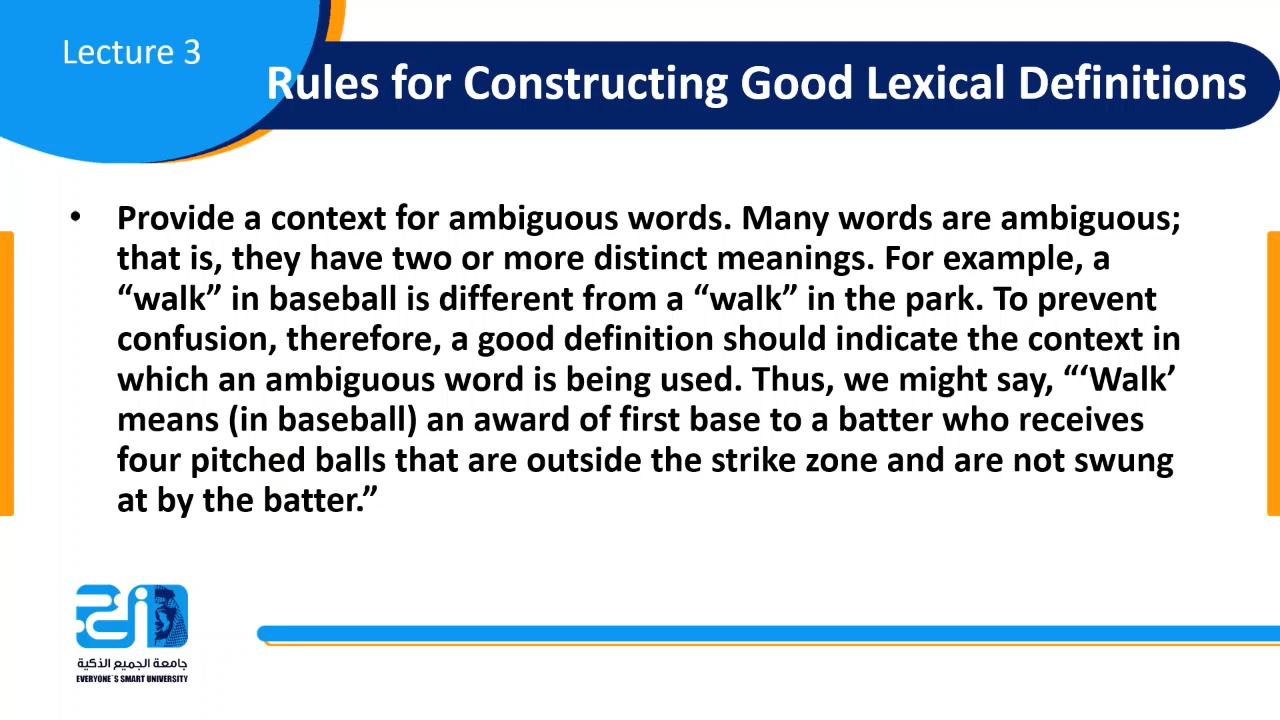 Lecture 3
Rules for Constructing Good Lexical Definitions
• Provide a context for ambiguous words. Many words are ambiguous;
that is, they have two or more distinct meanings. For example, a
“walk” in baseball is different from a “walk” in the park. To prevent
confusion, therefore, a good definition should indicate the context in
which an ambiguous word is being used. Thus, we might say, “‘Walk’
means (in baseball) an award of first base to a batter who receives
four pitched balls that are outside the strike zone and are not swung
at by the batter.”
جامعة الجميع الذكية
EVERYONE`S SMART UNIVERSITY